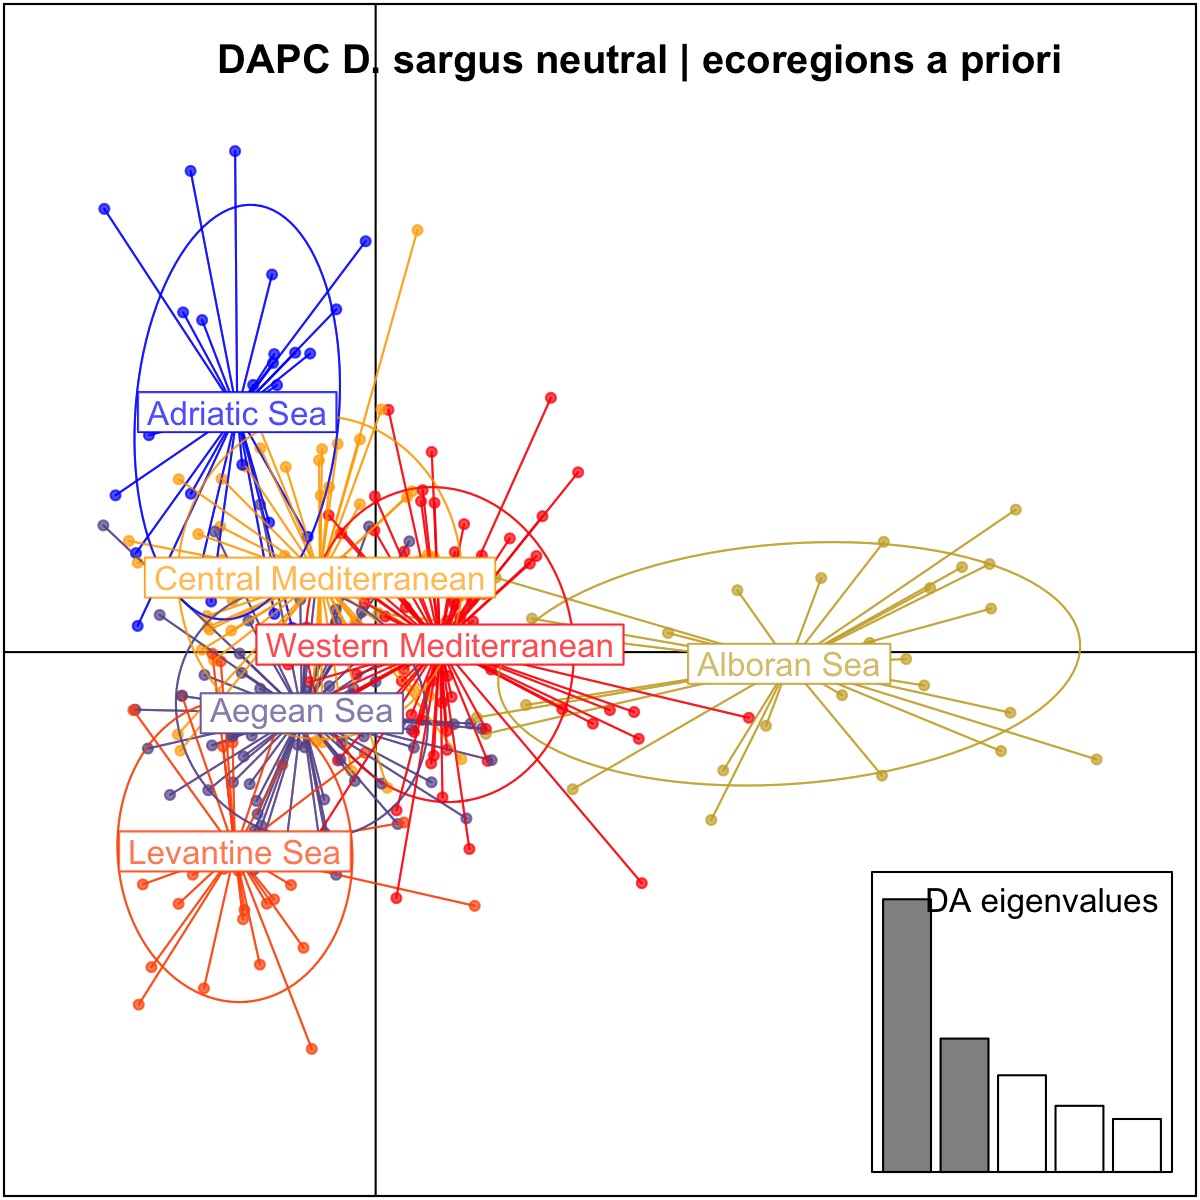 DAPC D. sargus neutral | ecoregions a priori
Adriatic Sea
Central Mediterranean
Western Mediterranean
Alboran Sea
Aegean Sea
Levantine Sea
DA eigenvalues